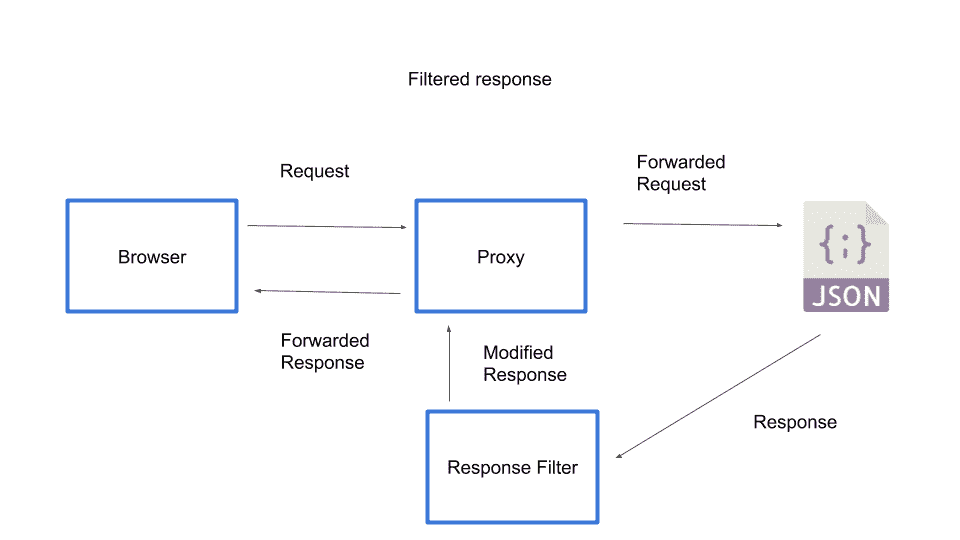 Filtered response
Request
Forwarded
Request
Browser
Proxy
{;}
JSON
Forwarded
Response
Modified
Response
Response
Response Filter